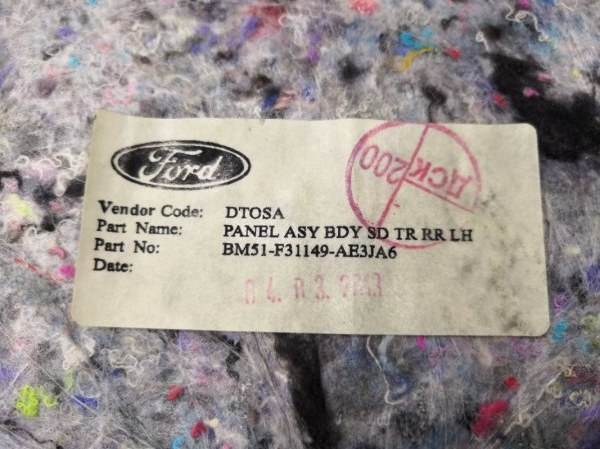 Ford
ДСК 200
Vendor Code: DTOSA
Part Name: PANEL ASY BDY SD TR RR LH
Part No: BM51-F31149-AE3JA6
Date: